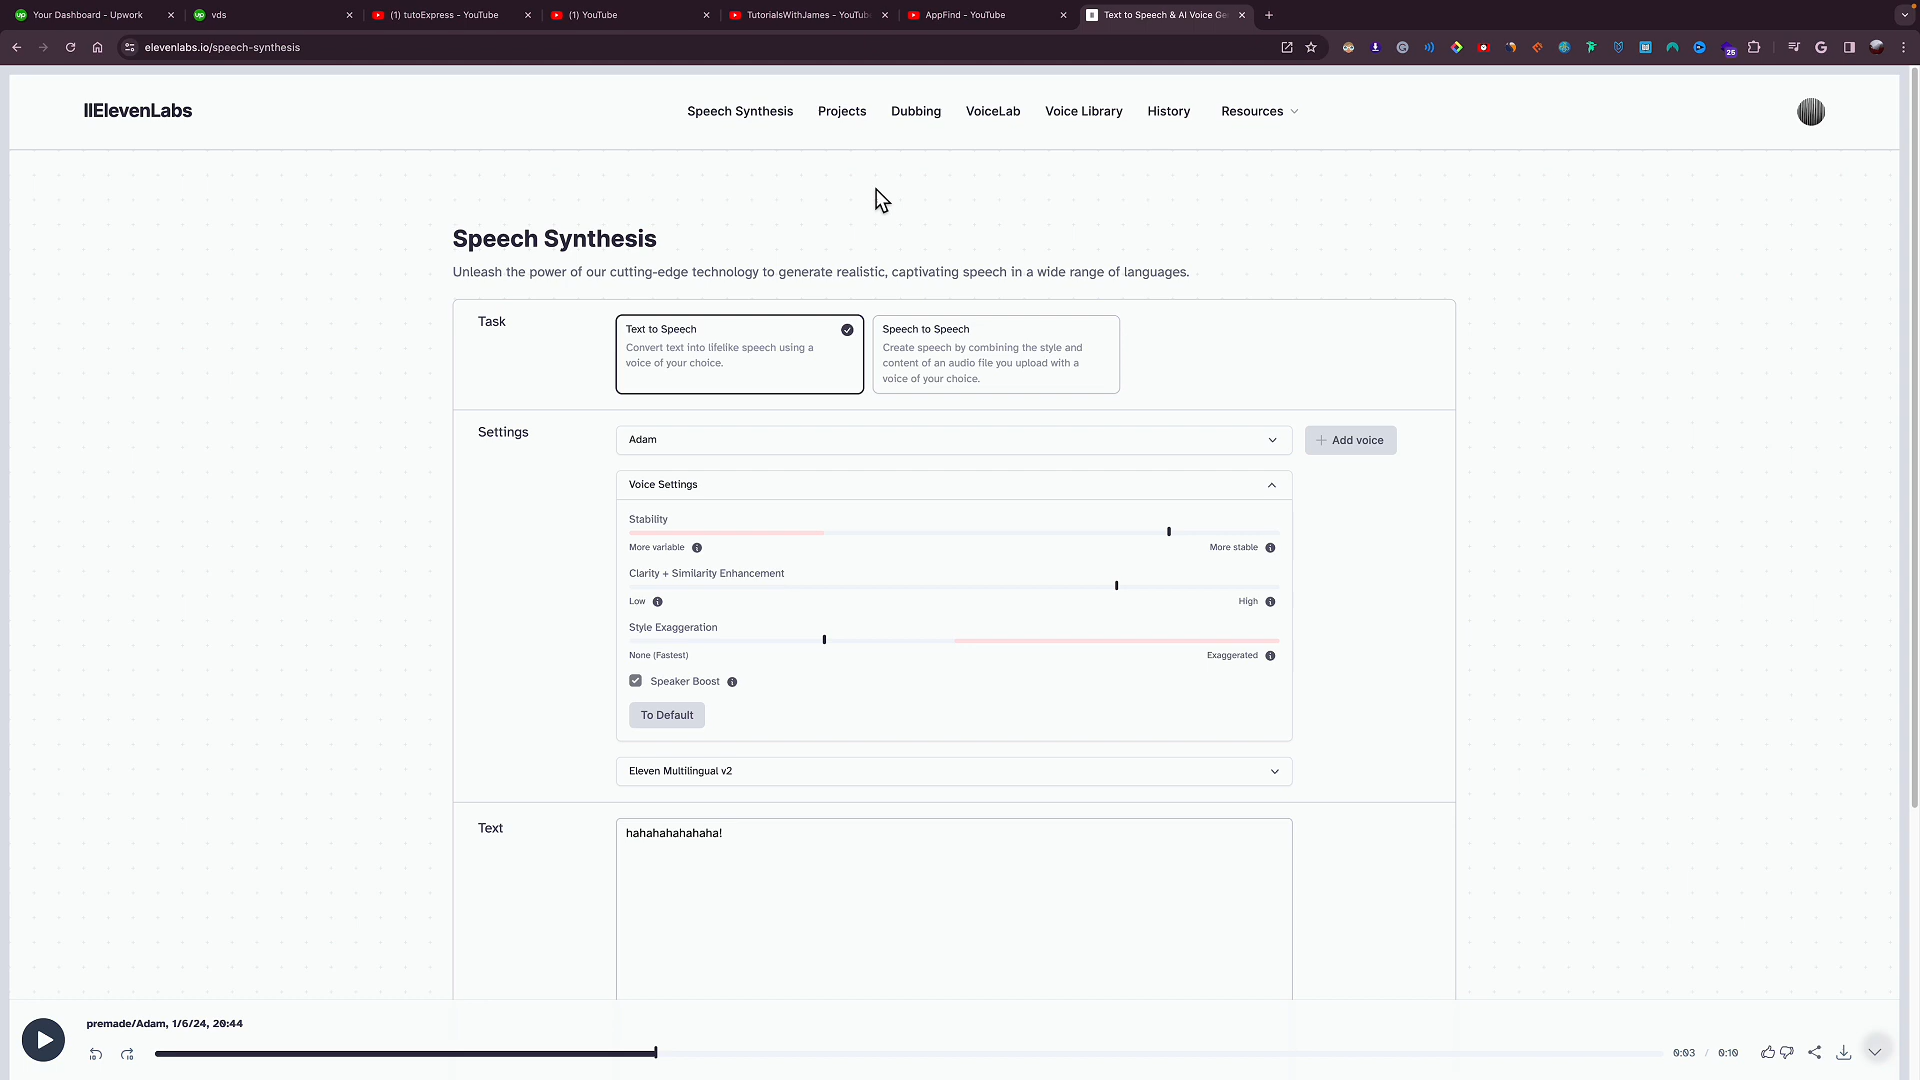 Your Dashboard - Upwork
vds
(1) tutoExpress - YouTube
(1) YouTube
TutorialsWithJames - YouTub
AppFind - YouTube
Text to Speech & AI Voice Ge
elevenlabs.io/speech-synthesis
26
IIElevenLabs
Speech Synthesis
Projects
Dubbing
VoiceLab
Voice Library
History
Resources
Speech Synthesis
Unleash the power of our cutting-edge technology to generate realistic, captivating speech in a wide range of languages.
Task
Text to Speech
Convert text into lifelike speech using a
voice of your choice.
Speech to Speech
Create speech by combining the style and
content of an audio file you upload with a
voice of your choice.
Settings
Adam
Add voice
Voice Settings
Stability
More variable
More stable
Clarity + Similarity Enhancement
Low
High
Style Exaggeration
None (Fastest)
Exaggerated
Speaker Boost
To Default
Eleven Multilingual v2
Text
hahahahahahaha!
premade/Adam, 1/6/24, 20:44
10
10
0:03 / 0:10